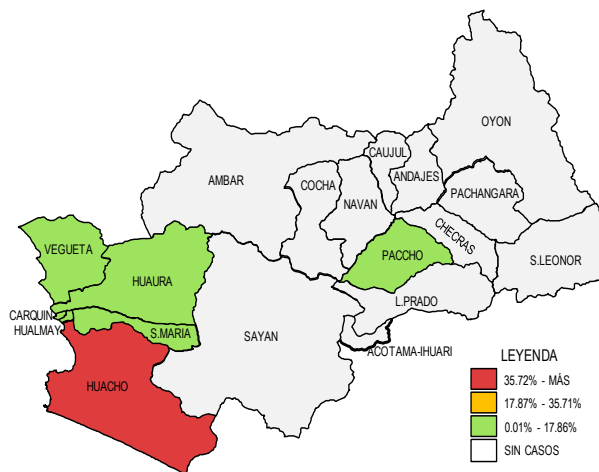 OYON
CAUJUL
ANDAJES
AMBAR
COCHA
NAVAN
PACHANGARA
CHECRAS
VEGUETA
PACCHO
S.LEONOR
HUAURA
L.PRADO
CARQUIN
HUALMAY
S.MARIA
SAYAN
ACOTAMA-IHUARI
HUACHO
LEYENDA
35.72% - MÁS
17.87% - 35.71%
0.01% - 17.86%
SIN CASOS